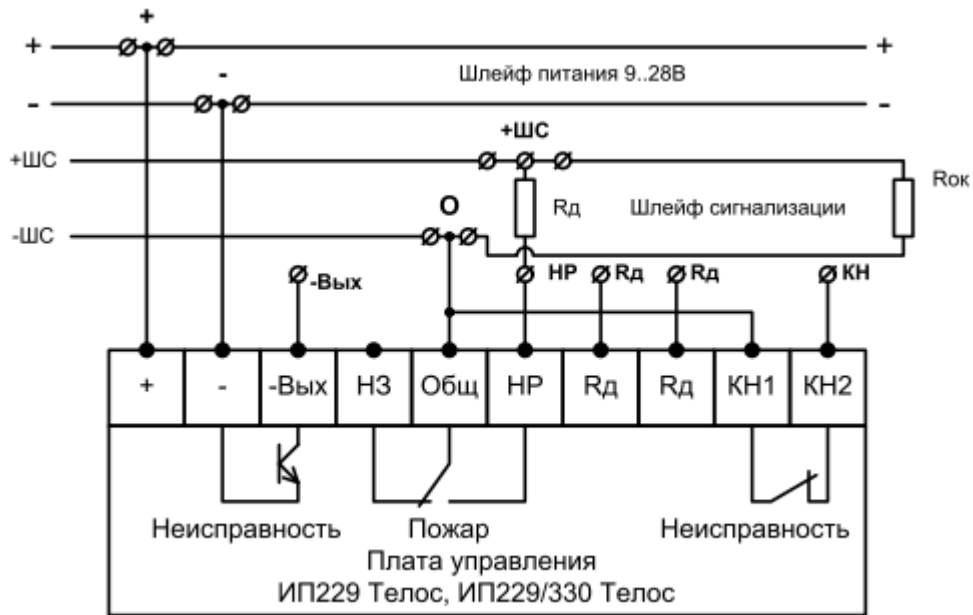 +
+ +
Шлейф питания 9..28В
-
- -
+ШС
+ШС
Rок
Rд
Шлейф сигнализации
О
-ШС
-Вых
НР
Rд
Rд
КН
+ - -Вых НЗ Общ НР Rд Rд КН1 КН2
Неисправность Пожар Неисправность
Плата управления
ИП229 Телос, ИП229/330 Телос